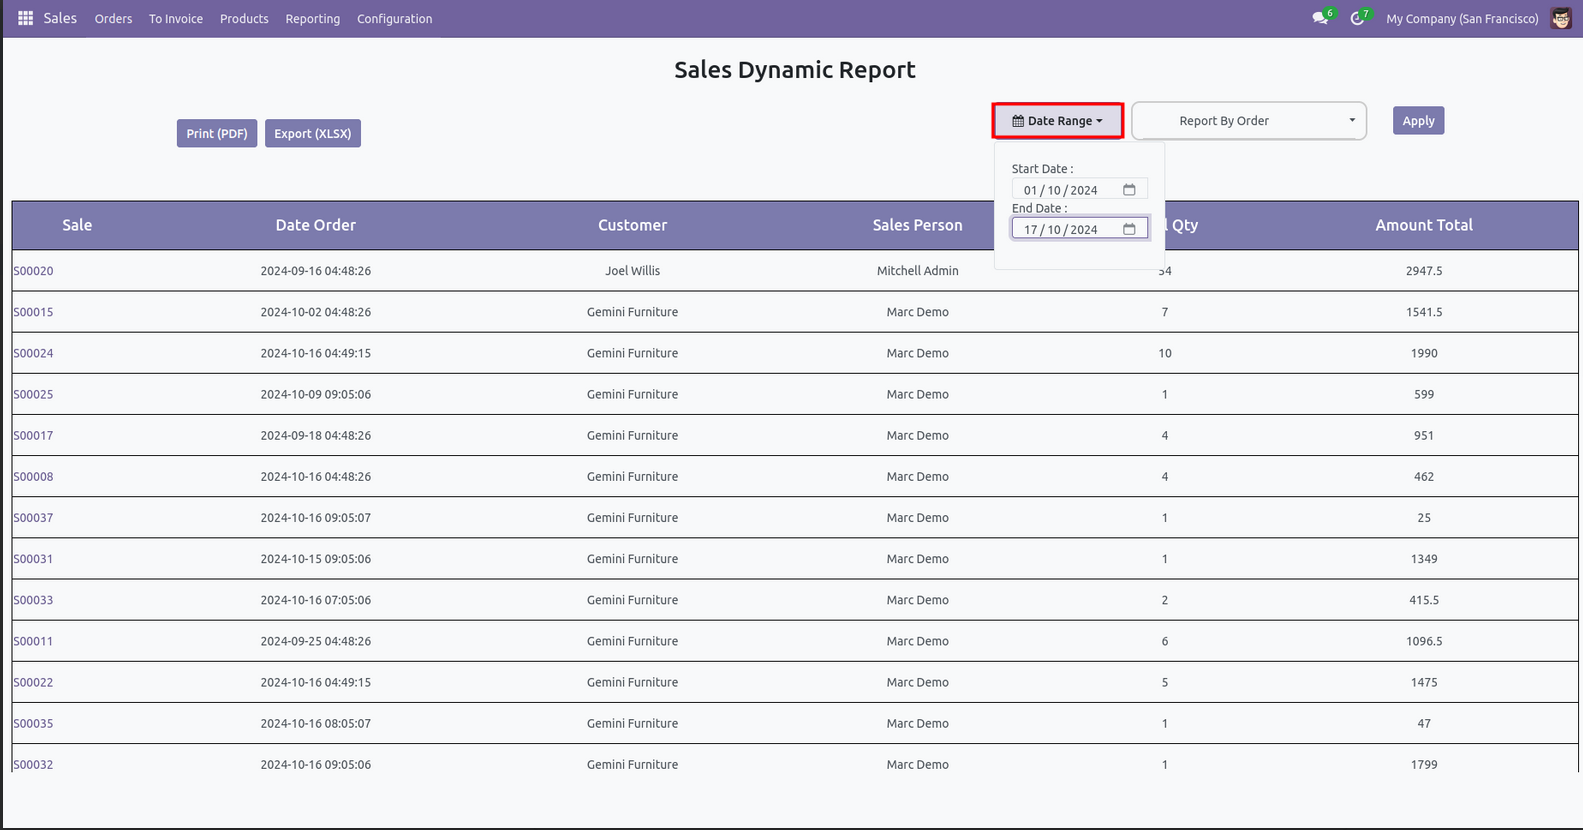 Sales Orders To Invoice Products Reporting Configuration 6 7 My Company (San Francisco)
Sales Dynamic Report
Print (PDF) Export (XLSX) Date Range Report By Order Apply
Start Date :
01 / 10 / 2024
End Date :
17 / 10 / 2024
Sale Date Order Customer Sales Person l Qty Amount Total
S00020 2024-09-16 04:48:26 Joel Willis Mitchell Admin 54 2947.5
S00015 2024-10-02 04:48:26 Gemini Furniture Marc Demo 7 1541.5
S00024 2024-10-16 04:49:15 Gemini Furniture Marc Demo 10 1990
S00025 2024-10-09 09:05:06 Gemini Furniture Marc Demo 1 599
S00017 2024-09-18 04:48:26 Gemini Furniture Marc Demo 4 951
S00008 2024-10-16 04:48:26 Gemini Furniture Marc Demo 4 462
S00037 2024-10-16 09:05:07 Gemini Furniture Marc Demo 1 25
S00031 2024-10-15 09:05:06 Gemini Furniture Marc Demo 1 1349
S00033 2024-10-16 07:05:06 Gemini Furniture Marc Demo 2 415.5
S00011 2024-09-25 04:48:26 Gemini Furniture Marc Demo 6 1096.5
S00022 2024-10-16 04:49:15 Gemini Furniture Marc Demo 5 1475
S00035 2024-10-16 08:05:07 Gemini Furniture Marc Demo 1 47
S00032 2024-10-16 09:05:06 Gemini Furniture Marc Demo 1 1799